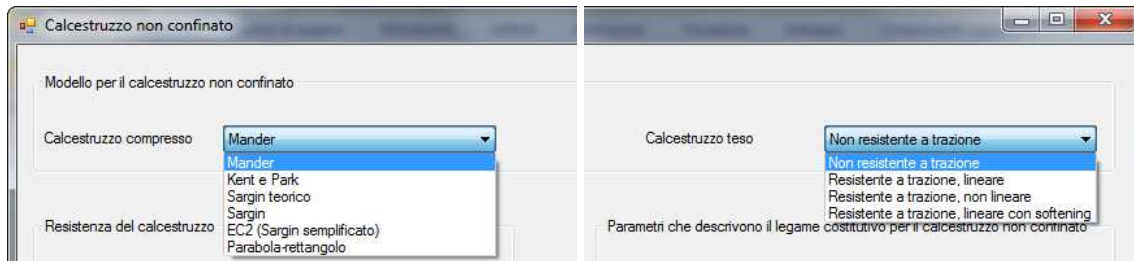 Calcestruzzo non confinato
Modello per il calcestruzzo non confinato
Calcestruzzo compresso
Mander
Calcestruzzo teso
Non resistente a trazione
Mander
Kent e Park
Sargin teorico
Sargin
EC2 (Sargin semplificato)
Parabola-rettangolo
Non resistente a trazione
Resistente a trazione, lineare
Resistente a trazione, non lineare
Resistente a trazione, lineare con softening
Resistenza del calcestruzzo
Parametri che descrivono il legame costitutivo per il calcestruzzo non confinato